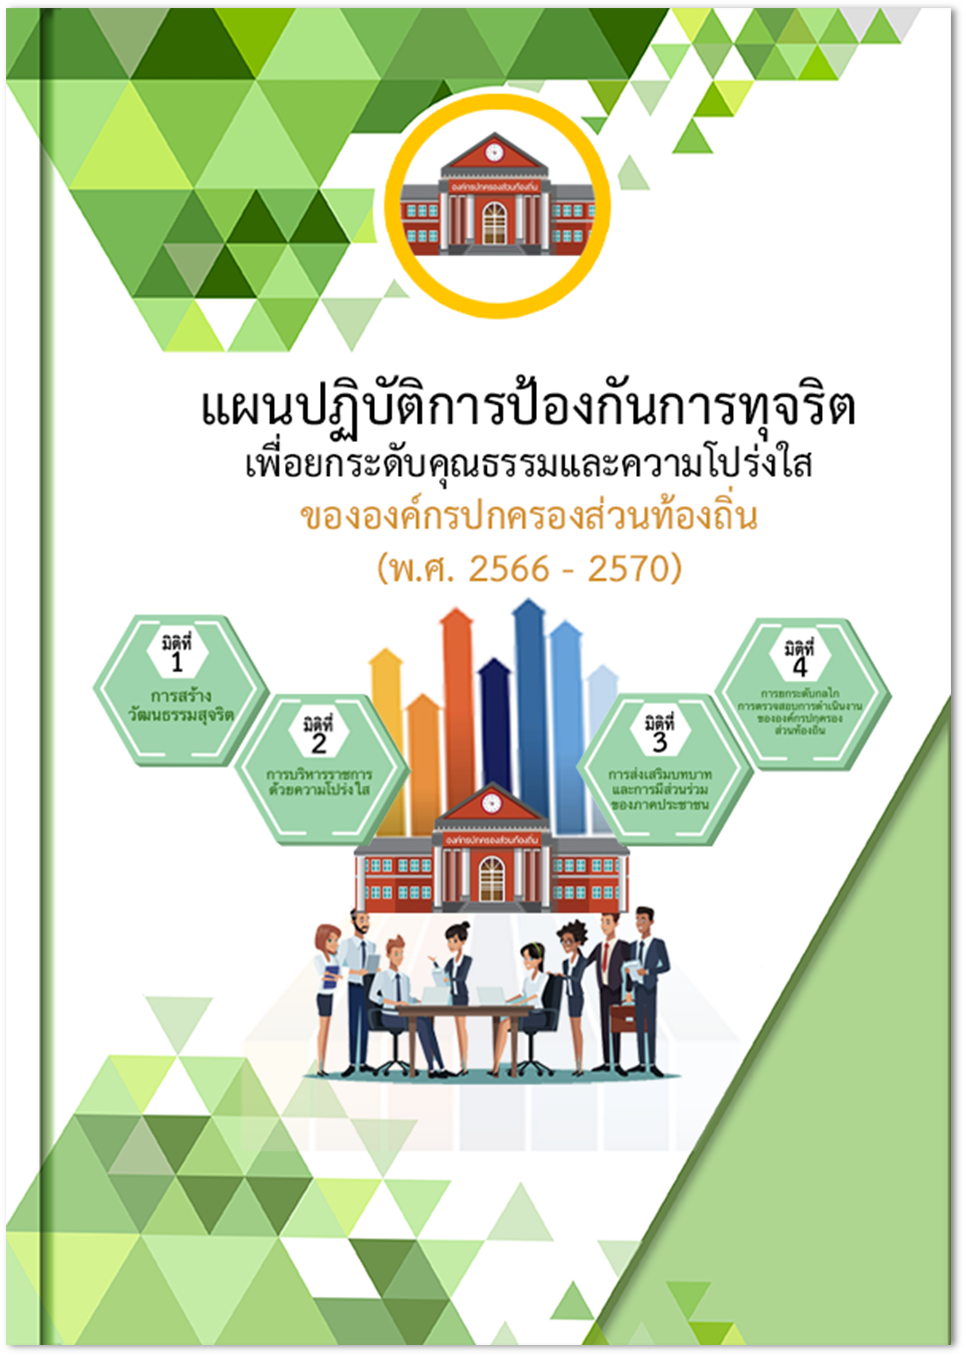 องค์กรปกครองส่วนท้องถิ่น
แผนปฏิบัติการป้องกันการทุจริต
เพื่อยกระดับคุณธรรมและความโปร่งใส
ขององค์กรปกครองส่วนท้องถิ่น
(พ.ศ. 2566 - 2570)
มิติที่
1
การสร้าง
วัฒนธรรมสุจริต
มิติที่
2
การบริหารราชการ
ด้วยความโปร่งใส
มิติที่
3
การส่งเสริมบทบาท
และการมีส่วนร่วม
ของภาคประชาชน
มิติที่
4
การยกระดับกลไก
การตรวจสอบการดำเนินงาน
ขององค์กรปกครอง
ส่วนท้องถิ่น
องค์กรปกครองส่วนท้องถิ่น